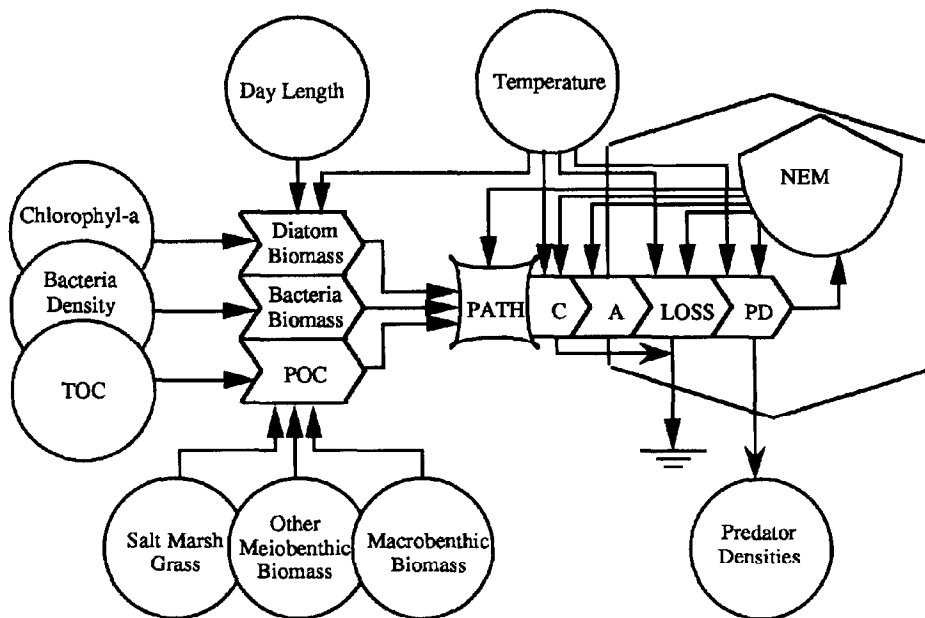 Day Length
Temperature
NEM
Chlorophyl-a
Diatom
Biomass
Bacteria
Density
Bacteria
Biomass
PATH
C
A
LOSS
PD
TOC
POC
Salt Marsh
Grass
Other
Meiobenthic
Biomass
Macrobenthic
Biomass
Predator
Densities